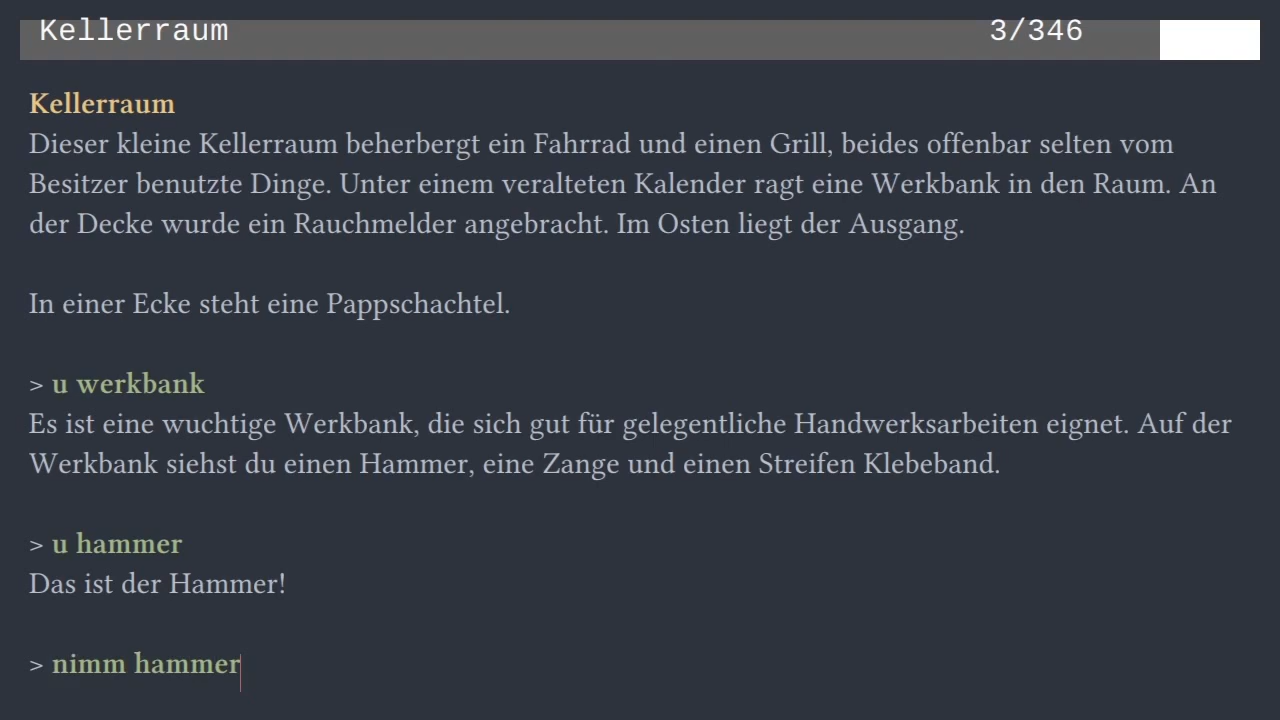 Kellerraum 3/346
Kellerraum
Dieser kleine Kellerraum beherbergt ein Fahrrad und einen Grill, beides offenbar selten vom
Besitzer benutzte Dinge. Unter einem veralteten Kalender ragt eine Werkbank in den Raum. An
der Decke wurde ein Rauchmelder angebracht. Im Osten liegt der Ausgang.
In einer Ecke steht eine Pappschachtel.
> u werkbank
Es ist eine wuchtige Werkbank, die sich gut für gelegentliche Handwerksarbeiten eignet. Auf der
Werkbank siehst du einen Hammer, eine Zange und einen Streifen Klebeband.
> u hammer
Das ist der Hammer!
> nimm hammer